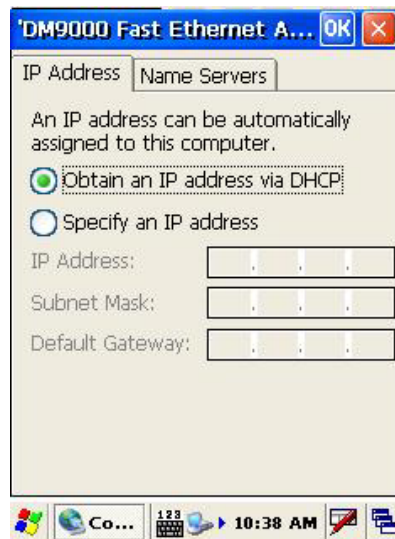 'DM9000 Fast Ethernet A... OK
IP Address Name Servers
An IP address can be automatically
assigned to this computer.
Obtain an IP address via DHCP
Specify an IP address
IP Address: . . .
Subnet Mask: . . .
Default Gateway: . . .
Co... 123 10:38 AM